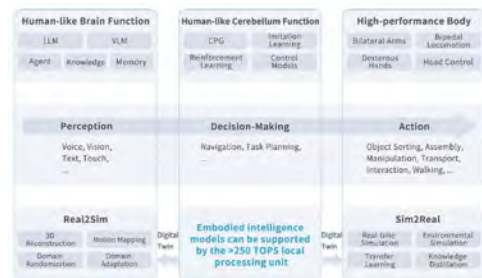 Human-like Brain Function
LLM
VLM
Agent
Knowledge
Memory
Human-like Cerebellum Function
CPG
Imitation
Learning
Reinforcement
Learning
Control
Models
High-performance Body
Bilateral Arms
Bipedal
Locomotion
Dexterous
Hands
Head Control
Perception
Voice, Vision,
Text, Touch,
...
Decision-Making
Navigation, Task Planning,
...
Action
Object Sorting, Assembly,
Manipulation, Transport,
Interaction, Walking, ...
Real2Sim
3D
Reconstruction
Motion Mapping
Domain
Randomization
Domain
Adaptation
Digital
Twin
Embodied intelligence
models can be supported
by the >250 TOPS local
processing unit
Digital
Twin
Sim2Real
Real-time
Simulation
Environmental
Simulation
Transfer
Learning
Knowledge
Distillation